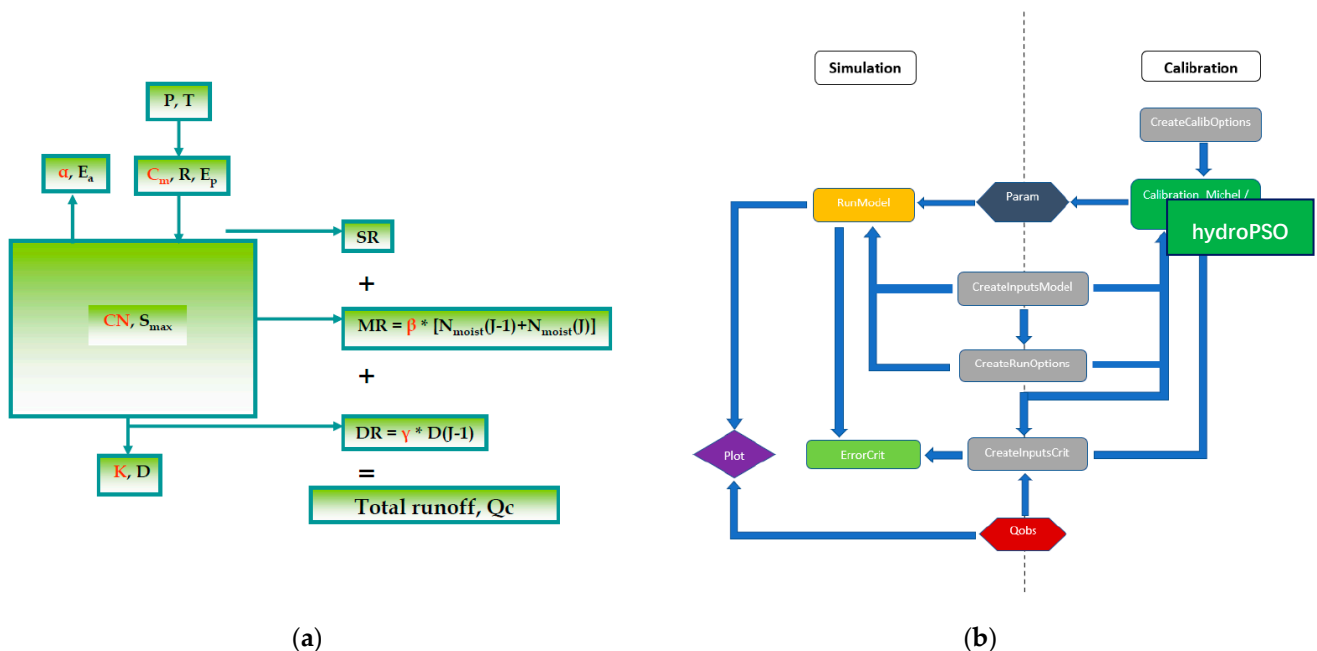 P, T
α, Eₐ
Cₘ, R, Eₚ
SR
+
CN, Sₘₐₓ
MR = β * [Nₘₒᵢₛₜ(J-1)+Nₘₒᵢₛₜ(J)]
+
DR = γ * D(J-1)
K, D
=
Total runoff, Qc
(a)
Simulation
Calibration
CreateCalibOptions
RunModel
Param
Calibration_Michel /
hydroPSO
CreateInputsModel
CreateRunOptions
Plot
ErrorCrit
CreateInputsCrit
Qobs
(b)